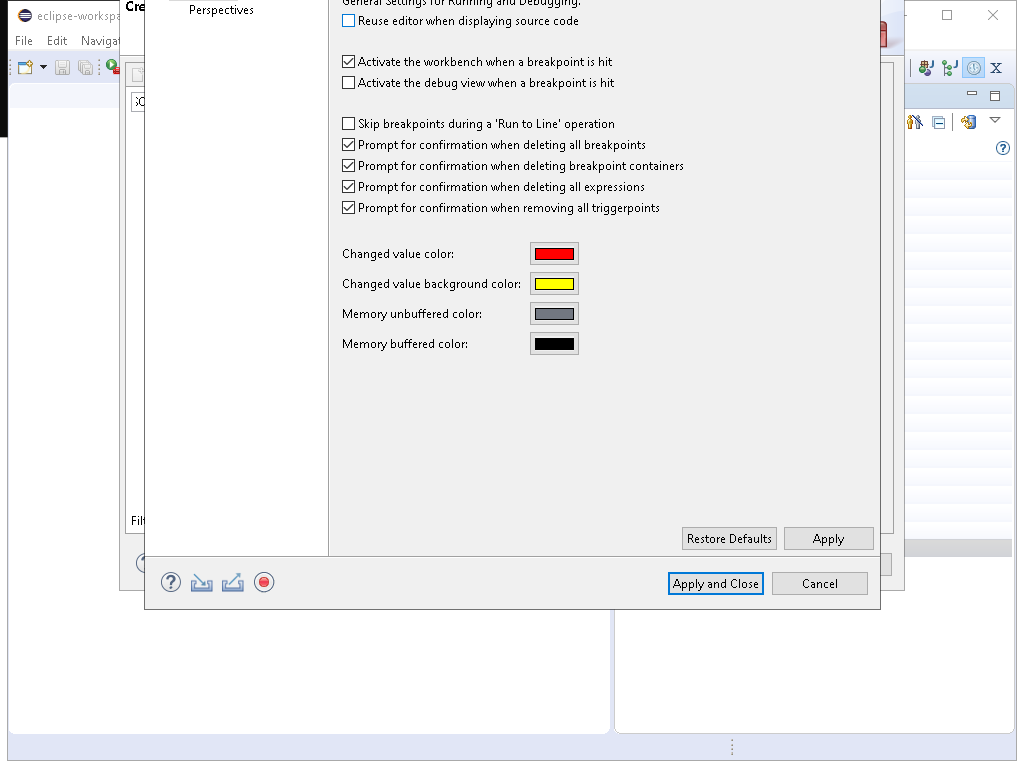 eclipse-workspa
Cre
Perspectives
General Settings for Running and Debugging.
Reuse editor when displaying source code
File Edit Navigat
Activate the workbench when a breakpoint is hit
Activate the debug view when a breakpoint is hit
Skip breakpoints during a 'Run to Line' operation
Prompt for confirmation when deleting all breakpoints
Prompt for confirmation when deleting breakpoint containers
Prompt for confirmation when deleting all expressions
Prompt for confirmation when removing all triggerpoints
Changed value color:
Changed value background color:
Memory unbuffered color:
Memory buffered color:
Filt
Restore Defaults Apply
Apply and Close Cancel